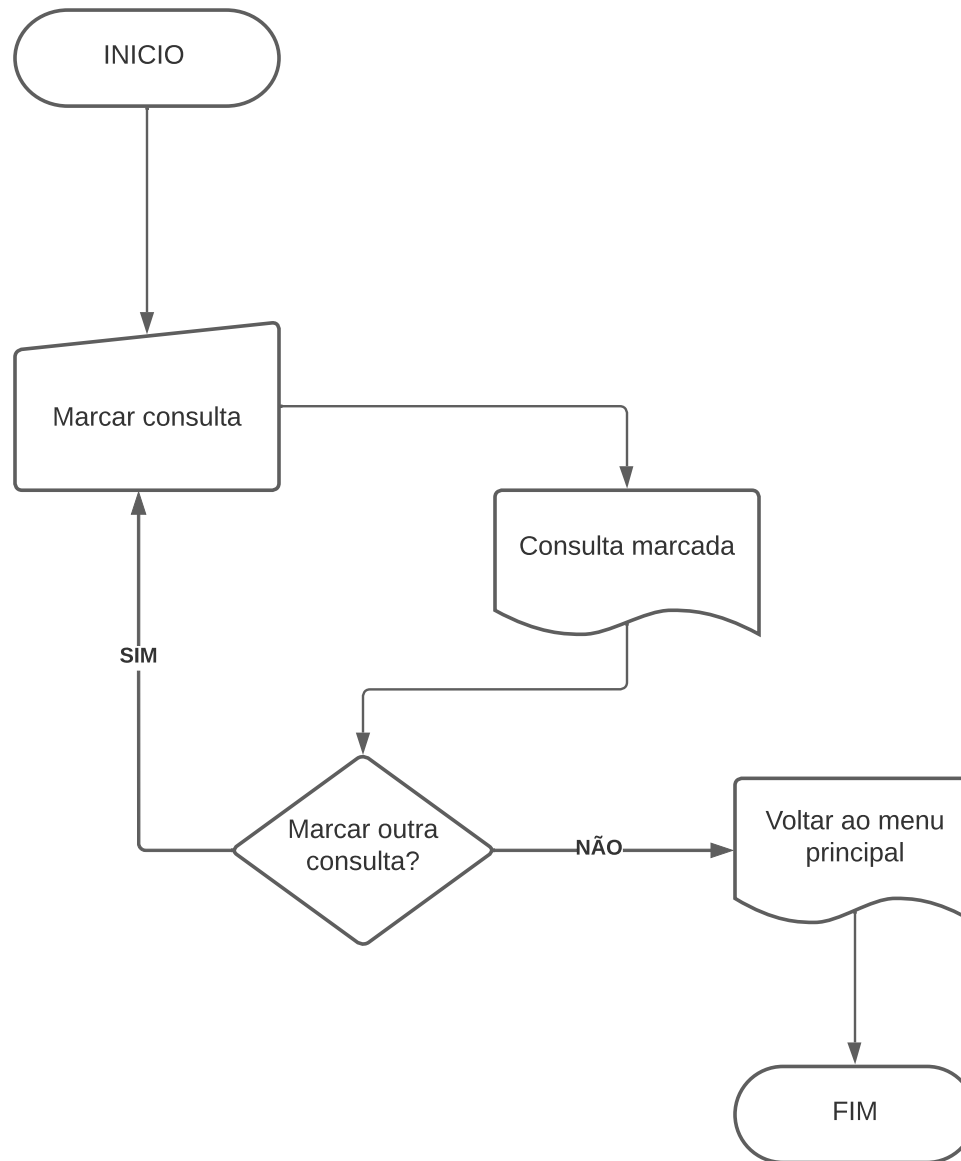 INICIO
Marcar consulta
Consulta marcada
SIM
Marcar outra
consulta?
NÃO
Voltar ao menu
principal
FIM